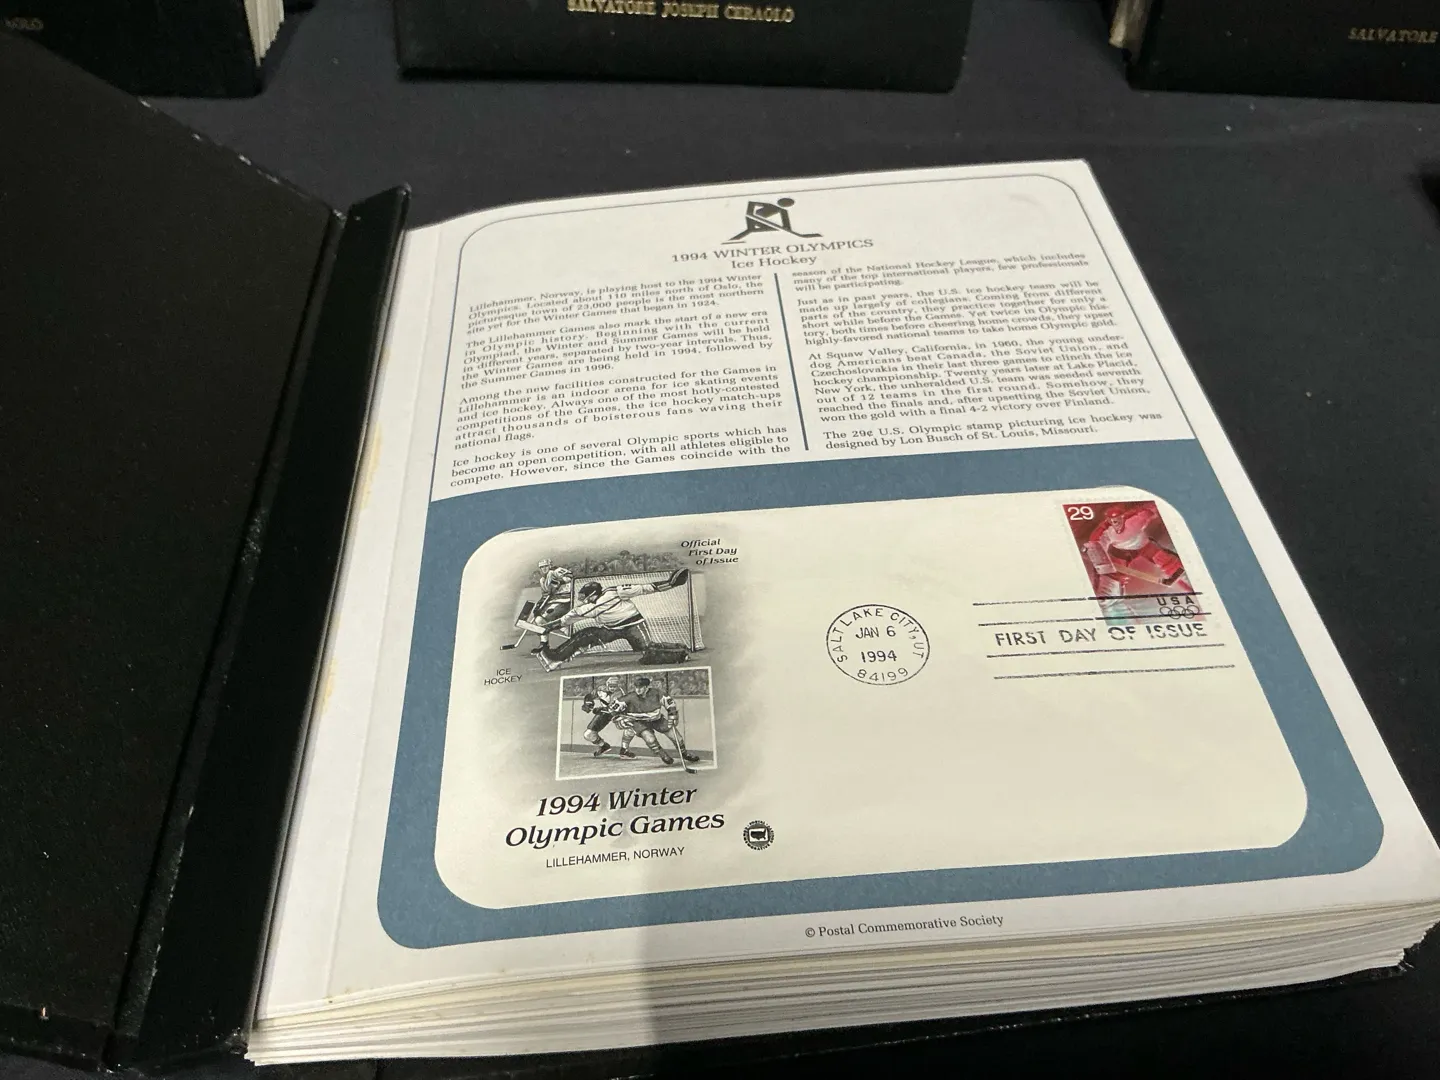 SALVATORE JOSEPH CERAOLO
SALVATORE
1994 WINTER OLYMPICS
Ice Hockey
Lillehammer, Norway, is playing host to the 1994 Winter
Olympics. Located about 110 miles north of Oslo, the
picturesque town of 23,000 people is the most northern
site yet for the Winter Games that began in 1924.
The Lillehammer Games also mark the start of a new era
in Olympic history. Beginning with the current
Olympiad, the Winter and Summer Games will be held
in different years, separated by two-year intervals. Thus,
the Winter Games are being held in 1994, followed by
the Summer Games in 1996.
Among the new facilities constructed for the Games in
Lillehammer is an indoor arena for ice skating events
and ice hockey. Always one of the most hotly-contested
competitions of the Games, the ice hockey match-ups
attract thousands of boisterous fans waving their
national flags.
Ice hockey is one of several Olympic sports which has
become an open competition, with all athletes eligible to
compete. However, since the Games coincide with the
season of the National Hockey League, which includes
many of the top international players, few professionals
will be participating.
Just as in past years, the U.S. ice hockey team will be
made up largely of collegians. Coming from different
parts of the country, they practice together for only a
short while before the Games. Yet twice in Olympic his-
tory, both times before cheering home crowds, they upset
highly-favored national teams to take home Olympic gold.
At Squaw Valley, California, in 1960, the young under-
dog Americans beat Canada, the Soviet Union, and
Czechoslovakia in their last three games to clinch the ice
hockey championship. Twenty years later at Lake Placid,
New York, the unheralded U.S. team was seeded seventh
out of 12 teams in the first round. Somehow, they
reached the finals and, after upsetting the Soviet Union,
won the gold with a final 4-2 victory over Finland.
The 29¢ U.S. Olympic stamp picturing ice hockey was
designed by Lon Busch of St. Louis, Missouri.
Official
First Day
of Issue
ICE
HOCKEY
1994 Winter
Olympic Games
LILLEHAMMER, NORWAY
SALT LAKE CITY, UT
JAN 6
1994
84199
29
USA
FIRST DAY OF ISSUE
© Postal Commemorative Society